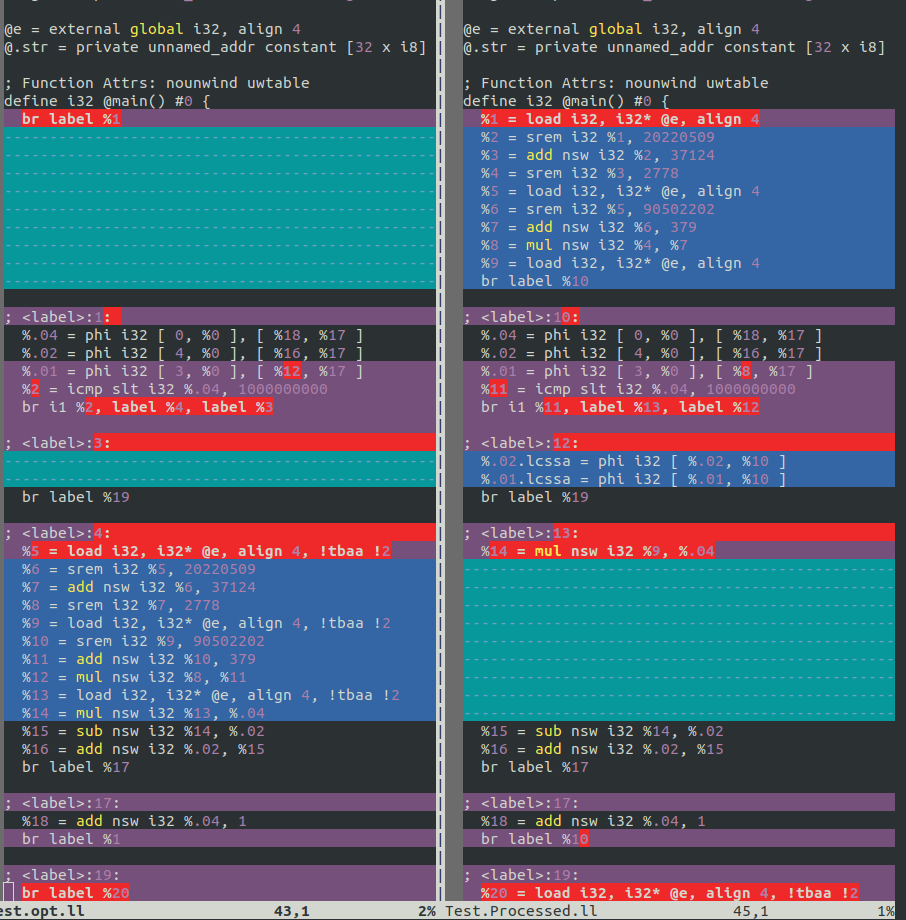 @e = external global i32, align 4
@.str = private unnamed_addr constant [32 x i8]
; Function Attrs: nounwind uwtable
define i32 @main() #0 {
  br label %1
; <label>:1:
  %.04 = phi i32 [ 0, %0 ], [ %18, %17 ]
  %.02 = phi i32 [ 4, %0 ], [ %16, %17 ]
  %.01 = phi i32 [ 3, %0 ], [ %12, %17 ]
  %2 = icmp slt i32 %.04, 1000000000
  br i1 %2, label %4, label %3
; <label>:3:
  br label %19
; <label>:4:
  %5 = load i32, i32* @e, align 4, !tbaa !2
  %6 = srem i32 %5, 20220509
  %7 = add nsw i32 %6, 37124
  %8 = srem i32 %7, 2778
  %9 = load i32, i32* @e, align 4, !tbaa !2
  %10 = srem i32 %9, 90502202
  %11 = add nsw i32 %10, 379
  %12 = mul nsw i32 %8, %11
  %13 = load i32, i32* @e, align 4, !tbaa !2
  %14 = mul nsw i32 %13, %.04
  %15 = sub nsw i32 %14, %.02
  %16 = add nsw i32 %.02, %15
  br label %17
; <label>:17:
  %18 = add nsw i32 %.04, 1
  br label %1
; <label>:19:
  br label %20
est.opt.ll 43,1 2%
@e = external global i32, align 4
@.str = private unnamed_addr constant [32 x i8]
; Function Attrs: nounwind uwtable
define i32 @main() #0 {
  %1 = load i32, i32* @e, align 4
  %2 = srem i32 %1, 20220509
  %3 = add nsw i32 %2, 37124
  %4 = srem i32 %3, 2778
  %5 = load i32, i32* @e, align 4
  %6 = srem i32 %5, 90502202
  %7 = add nsw i32 %6, 379
  %8 = mul nsw i32 %4, %7
  %9 = load i32, i32* @e, align 4
  br label %10
; <label>:10:
  %.04 = phi i32 [ 0, %0 ], [ %18, %17 ]
  %.02 = phi i32 [ 4, %0 ], [ %16, %17 ]
  %.01 = phi i32 [ 3, %0 ], [ %8, %17 ]
  %11 = icmp slt i32 %.04, 1000000000
  br i1 %11, label %13, label %12
; <label>:12:
  %.02.lcssa = phi i32 [ %.02, %10 ]
  %.01.lcssa = phi i32 [ %.01, %10 ]
  br label %19
; <label>:13:
  %14 = mul nsw i32 %9, %.04
  %15 = sub nsw i32 %14, %.02
  %16 = add nsw i32 %.02, %15
  br label %17
; <label>:17:
  %18 = add nsw i32 %.04, 1
  br label %10
; <label>:19:
  %20 = load i32, i32* @e, align 4, !tbaa !2
Test.Processed.ll 45,1 1%